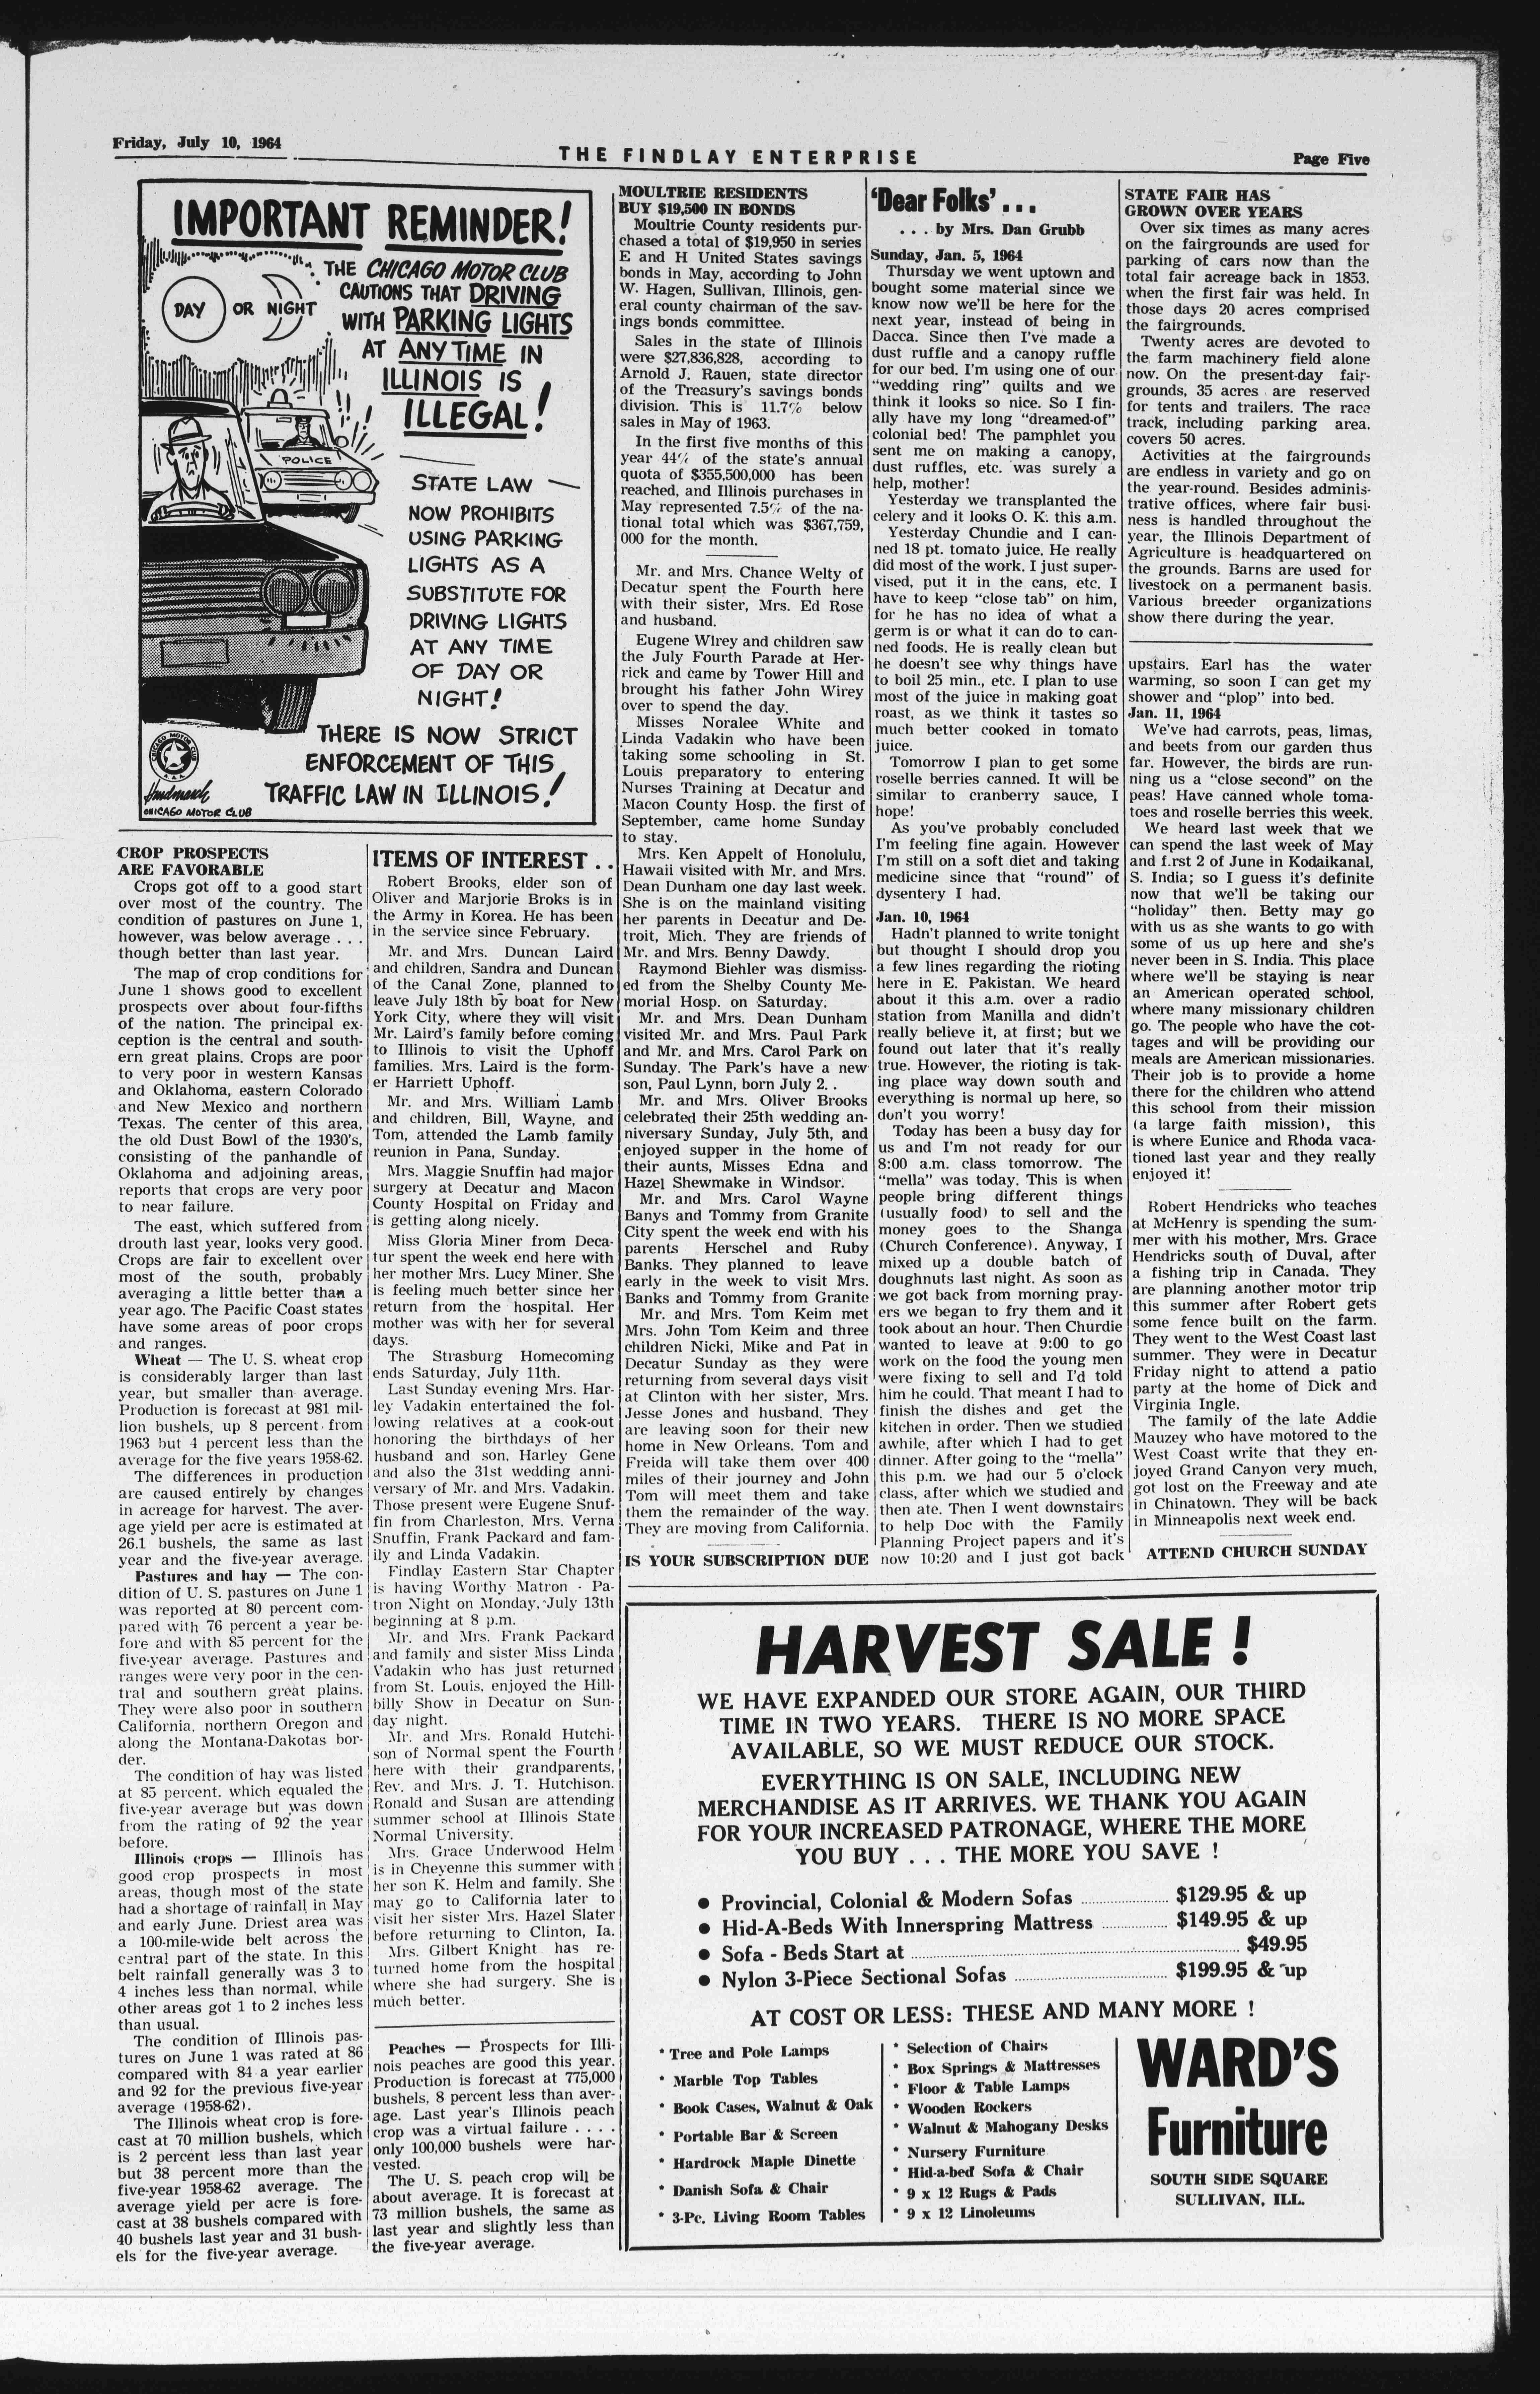 Friday, July 10, 1964
THE FINDLAY ENTERPRISE
Page Five
IMPORTANT REMINDER!
DAY OR NIGHT
THE CHICAGO MOTOR CLUB
CAUTIONS THAT DRIVING
WITH PARKING LIGHTS
AT ANY TIME IN
ILLINOIS IS
ILLEGAL!
POLICE
STATE LAW —
NOW PROHIBITS
USING PARKING
LIGHTS AS A
SUBSTITUTE FOR
DRIVING LIGHTS
AT ANY TIME
OF DAY OR
NIGHT!
THERE IS NOW STRICT
ENFORCEMENT OF THIS
TRAFFIC LAW IN ILLINOIS!
CHICAGO MOTOR CLUB
A.A.A.
CHICAGO MOTOR CLUB
CROP PROSPECTS
ARE FAVORABLE
Crops got off to a good start
over most of the country. The
condition of pastures on June 1,
however, was below average . . .
though better than last year.
The map of crop conditions for
June 1 shows good to excellent
prospects over about four-fifths
of the nation. The principal ex-
ception is the central and south-
ern great plains. Crops are poor
to very poor in western Kansas
and Oklahoma, eastern Colorado
and New Mexico and northern
Texas. The center of this area,
the old Dust Bowl of the 1930's,
consisting of the panhandle of
Oklahoma and adjoining areas,
reports that crops are very poor
to near failure.
The east, which suffered from
drouth last year, looks very good.
Crops are fair to excellent over
most of the south, probably
averaging a little better than a
year ago. The Pacific Coast states
have some areas of poor crops
and ranges.
Wheat — The U. S. wheat crop
is considerably larger than last
year, but smaller than average.
Production is forecast at 981 mil-
lion bushels, up 8 percent from
1963 but 4 percent less than the
average for the five years 1958-62.
The differences in production
are caused entirely by changes
in acreage for harvest. The aver-
age yield per acre is estimated at
26.1 bushels, the same as last
year and the five-year average.
Pastures and hay — The con-
dition of U. S. pastures on June 1
was reported at 80 percent com-
pared with 76 percent a year be-
fore and with 85 percent for the
five-year average. Pastures and
ranges were very poor in the cen-
tral and southern great plains.
They were also poor in southern
California, northern Oregon and
along the Montana-Dakotas bor-
der.
The condition of hay was listed
at 85 percent, which equaled the
five-year average but was down
from the rating of 92 the year
before.
Illinois crops — Illinois has
good crop prospects in most
areas, though most of the state
had a shortage of rainfall in May
and early June. Driest area was
a 100-mile-wide belt across the
central part of the state. In this
belt rainfall generally was 3 to
4 inches less than normal, while
other areas got 1 to 2 inches less
than usual.
The condition of Illinois pas-
tures on June 1 was rated at 86
compared with 84 a year earlier
and 92 for the previous five-year
average (1958-62).
The Illinois wheat crop is fore-
cast at 70 million bushels, which
is 2 percent less than last year
but 38 percent more than the
five-year 1958-62 average. The
average yield per acre is fore-
cast at 38 bushels compared with
40 bushels last year and 31 bush-
els for the five-year average.
ITEMS OF INTEREST . .
Robert Brooks, elder son of
Oliver and Marjorie Broks is in
the Army in Korea. He has been
in the service since February.
Mr. and Mrs. Duncan Laird
and children, Sandra and Duncan
of the Canal Zone, planned to
leave July 18th by boat for New
York City, where they will visit
Mr. Laird's family before coming
to Illinois to visit the Uphoff
families. Mrs. Laird is the form-
er Harriett Uphoff.
Mr. and Mrs. William Lamb
and children, Bill, Wayne, and
Tom, attended the Lamb family
reunion in Pana, Sunday.
Mrs. Maggie Snuffin had major
surgery at Decatur and Macon
County Hospital on Friday and
is getting along nicely.
Miss Gloria Miner from Deca-
tur spent the week end here with
her mother Mrs. Lucy Miner. She
is feeling much better since her
return from the hospital. Her
mother was with her for several
days.
The Strasburg Homecoming
ends Saturday, July 11th.
Last Sunday evening Mrs. Har-
ley Vadakin entertained the fol-
lowing relatives at a cook-out
honoring the birthdays of her
husband and son, Harley Gene
and also the 31st wedding anni-
versary of Mr. and Mrs. Vadakin.
Those present were Eugene Snuf-
fin from Charleston, Mrs. Verna
Snuffin, Frank Packard and fam-
ily and Linda Vadakin.
Findlay Eastern Star Chapter
is having Worthy Matron - Pa-
tron Night on Monday, July 13th
beginning at 8 p.m.
Mr. and Mrs. Frank Packard
and family and sister Miss Linda
Vadakin who has just returned
from St. Louis, enjoyed the Hill-
billy Show in Decatur on Sun-
day night.
Mr. and Mrs. Ronald Hutchi-
son of Normal spent the Fourth
here with their grandparents,
Rev. and Mrs. J. T. Hutchison.
Ronald and Susan are attending
summer school at Illinois State
Normal University.
Mrs. Grace Underwood Helm
is in Cheyenne this summer with
her son K. Helm and family. She
may go to California later to
visit her sister Mrs. Hazel Slater
before returning to Clinton, Ia.
Mrs. Gilbert Knight has re-
turned home from the hospital
where she had surgery. She is
much better.
Peaches — Prospects for Illi-
nois peaches are good this year.
Production is forecast at 775,000
bushels, 8 percent less than aver-
age. Last year's Illinois peach
crop was a virtual failure . . . .
only 100,000 bushels were har-
vested.
The U. S. peach crop will be
about average. It is forecast at
73 million bushels, the same as
last year and slightly less than
the five-year average.
MOULTRIE RESIDENTS
BUY $19,500 IN BONDS
Moultrie County residents pur-
chased a total of $19,950 in series
E and H United States savings
bonds in May, according to John
W. Hagen, Sullivan, Illinois, gen-
eral county chairman of the sav-
ings bonds committee.
Sales in the state of Illinois
were $27,836,828, according to
Arnold J. Rauen, state director
of the Treasury's savings bonds
division. This is 11.7% below
sales in May of 1963.
In the first five months of this
year 44% of the state's annual
quota of $355,500,000 has been
reached, and Illinois purchases in
May represented 7.5% of the na-
tional total which was $367,759,
000 for the month.
Mr. and Mrs. Chance Welty of
Decatur spent the Fourth here
with their sister, Mrs. Ed Rose
and husband.
Eugene WIrey and children saw
the July Fourth Parade at Her-
rick and came by Tower Hill and
brought his father John Wirey
over to spend the day.
Misses Noralee White and
Linda Vadakin who have been
taking some schooling in St.
Louis preparatory to entering
Nurses Training at Decatur and
Macon County Hosp. the first of
September, came home Sunday
to stay.
Mrs. Ken Appelt of Honolulu,
Hawaii visited with Mr. and Mrs.
Dean Dunham one day last week.
She is on the mainland visiting
her parents in Decatur and De-
troit, Mich. They are friends of
Mr. and Mrs. Benny Dawdy.
Raymond Biehler was dismiss-
ed from the Shelby County Me-
morial Hosp. on Saturday.
Mr. and Mrs. Dean Dunham
visited Mr. and Mrs. Paul Park
and Mr. and Mrs. Carol Park on
Sunday. The Park's have a new
son, Paul Lynn, born July 2. .
Mr. and Mrs. Oliver Brooks
celebrated their 25th wedding an-
niversary Sunday, July 5th, and
enjoyed supper in the home of
their aunts, Misses Edna and
Hazel Shewmake in Windsor.
Mr. and Mrs. Carol Wayne
Banys and Tommy from Granite
City spent the week end with his
parents Herschel and Ruby
Banks. They planned to leave
early in the week to visit Mrs.
Banks and Tommy from Granite
Mr. and Mrs. Tom Keim met
Mrs. John Tom Keim and three
children Nicki, Mike and Pat in
Decatur Sunday as they were
returning from several days visit
at Clinton with her sister, Mrs.
Jesse Jones and husband. They
are leaving soon for their new
home in New Orleans. Tom and
Freida will take them over 400
miles of their journey and John
Tom will meet them and take
them the remainder of the way.
They are moving from California.
IS YOUR SUBSCRIPTION DUE
'Dear Folks' . . .
. . . by Mrs. Dan Grubb
Sunday, Jan. 5, 1964
Thursday we went uptown and
bought some material since we
know now we'll be here for the
next year, instead of being in
Dacca. Since then I've made a
dust ruffle and a canopy ruffle
for our bed. I'm using one of our
"wedding ring" quilts and we
think it looks so nice. So I fin-
ally have my long "dreamed-of"
colonial bed! The pamphlet you
sent me on making a canopy,
dust ruffles, etc. was surely a
help, mother!
Yesterday we transplanted the
celery and it looks O. K. this a.m.
Yesterday Chundie and I can-
ned 18 pt. tomato juice. He really
did most of the work. I just super-
vised, put it in the cans, etc. I
have to keep "close tab" on him,
for he has no idea of what a
germ is or what it can do to can-
ned foods. He is really clean but
he doesn't see why things have
to boil 25 min., etc. I plan to use
most of the juice in making goat
roast, as we think it tastes so
much better cooked in tomato
juice.
Tomorrow I plan to get some
roselle berries canned. It will be
similar to cranberry sauce, I
hope!
As you've probably concluded
I'm feeling fine again. However
I'm still on a soft diet and taking
medicine since that "round" of
dysentery I had.
Jan. 10, 1964
Hadn't planned to write tonight
but thought I should drop you
a few lines regarding the rioting
here in E. Pakistan. We heard
about it this a.m. over a radio
station from Manilla and didn't
really believe it, at first; but we
found out later that it's really
true. However, the rioting is tak-
ing place way down south and
everything is normal up here, so
don't you worry!
Today has been a busy day for
us and I'm not ready for our
8:00 a.m. class tomorrow. The
"mella" was today. This is when
people bring different things
(usually food) to sell and the
money goes to the Shanga
(Church Conference). Anyway, I
mixed up a double batch of
doughnuts last night. As soon as
we got back from morning pray-
ers we began to fry them and it
took about an hour. Then Churdie
wanted to leave at 9:00 to go
work on the food the young men
were fixing to sell and I'd told
him he could. That meant I had to
finish the dishes and get the
kitchen in order. Then we studied
awhile, after which I had to get
dinner. After going to the "mella"
this p.m. we had our 5 o'clock
class, after which we studied and
then ate. Then I went downstairs
to help Doc with the Family
Planning Project papers and it's
now 10:20 and I just got back
STATE FAIR HAS
GROWN OVER YEARS
Over six times as many acres
on the fairgrounds are used for
parking of cars now than the
total fair acreage back in 1853,
when the first fair was held. In
those days 20 acres comprised
the fairgrounds.
Twenty acres are devoted to
the farm machinery field alone
now. On the present-day fair-
grounds, 35 acres are reserved
for tents and trailers. The race
track, including parking area,
covers 50 acres.
Activities at the fairgrounds
are endless in variety and go on
the year-round. Besides adminis-
trative offices, where fair busi-
ness is handled throughout the
year, the Illinois Department of
Agriculture is headquartered on
the grounds. Barns are used for
livestock on a permanent basis.
Various breeder organizations
show there during the year.
upstairs. Earl has the water
warming, so soon I can get my
shower and "plop" into bed.
Jan. 11, 1964
We've had carrots, peas, limas,
and beets from our garden thus
far. However, the birds are run-
ning us a "close second" on the
peas! Have canned whole toma-
toes and roselle berries this week.
We heard last week that we
can spend the last week of May
and f.rst 2 of June in Kodaikanal,
S. India; so I guess it's definite
now that we'll be taking our
"holiday" then. Betty may go
with us as she wants to go with
some of us up here and she's
never been in S. India. This place
where we'll be staying is near
an American operated school,
where many missionary children
go. The people who have the cot-
tages and will be providing our
meals are American missionaries.
Their job is to provide a home
there for the children who attend
this school from their mission
(a large faith mission), this
is where Eunice and Rhoda vaca-
tioned last year and they really
enjoyed it!
Robert Hendricks who teaches
at McHenry is spending the sum-
mer with his mother, Mrs. Grace
Hendricks south of Duval, after
a fishing trip in Canada. They
are planning another motor trip
this summer after Robert gets
some fence built on the farm.
They went to the West Coast last
summer. They were in Decatur
Friday night to attend a patio
party at the home of Dick and
Virginia Ingle.
The family of the late Addie
Mauzey who have motored to the
West Coast write that they en-
joyed Grand Canyon very much,
got lost on the Freeway and ate
in Chinatown. They will be back
in Minneapolis next week end.
ATTEND CHURCH SUNDAY
HARVEST SALE !
WE HAVE EXPANDED OUR STORE AGAIN, OUR THIRD
TIME IN TWO YEARS. THERE IS NO MORE SPACE
AVAILABLE, SO WE MUST REDUCE OUR STOCK.
EVERYTHING IS ON SALE, INCLUDING NEW
MERCHANDISE AS IT ARRIVES. WE THANK YOU AGAIN
FOR YOUR INCREASED PATRONAGE, WHERE THE MORE
YOU BUY . . . THE MORE YOU SAVE !
● Provincial, Colonial & Modern Sofas ........ $129.95 & up
● Hid-A-Beds With Innerspring Mattress ........ $149.95 & up
● Sofa - Beds Start at ........ $49.95
● Nylon 3-Piece Sectional Sofas ........ $199.95 & up
AT COST OR LESS: THESE AND MANY MORE !
* Tree and Pole Lamps
* Marble Top Tables
* Book Cases, Walnut & Oak
* Portable Bar & Screen
* Hardrock Maple Dinette
* Danish Sofa & Chair
* 3-Pc. Living Room Tables
* Selection of Chairs
* Box Springs & Mattresses
* Floor & Table Lamps
* Wooden Rockers
* Walnut & Mahogany Desks
* Nursery Furniture
* Hid-a-bed Sofa & Chair
* 9 x 12 Rugs & Pads
* 9 x 12 Linoleums
WARD'S
Furniture
SOUTH SIDE SQUARE
SULLIVAN, ILL.